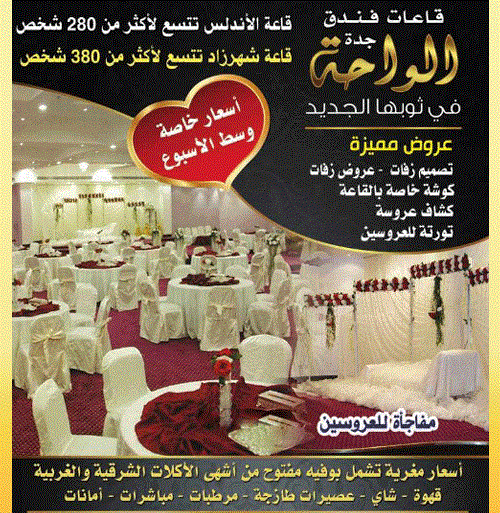 قاعات فندق
الواحة
جدة
في ثوبها الجديد
قاعة الأندلس تتسع لأكثر من 280 شخص
قاعة شهرزاد تتسع لأكثر من 380 شخص
أسعار خاصة
وسط الاسبوع
عروض مميزة
تصميم زفات - عروض زفات
كوشة خاصة بالقاعة
كشاف عروسة
تورتة للعروسين
مفاجأة للعروسين
أسعار مغرية تشمل بوفيه مفتوح من أشهى الأكلات الشرقية والغربية
قهوة - شاي - عصيرات طازجة - مرطبات - مباشرات - أمانات